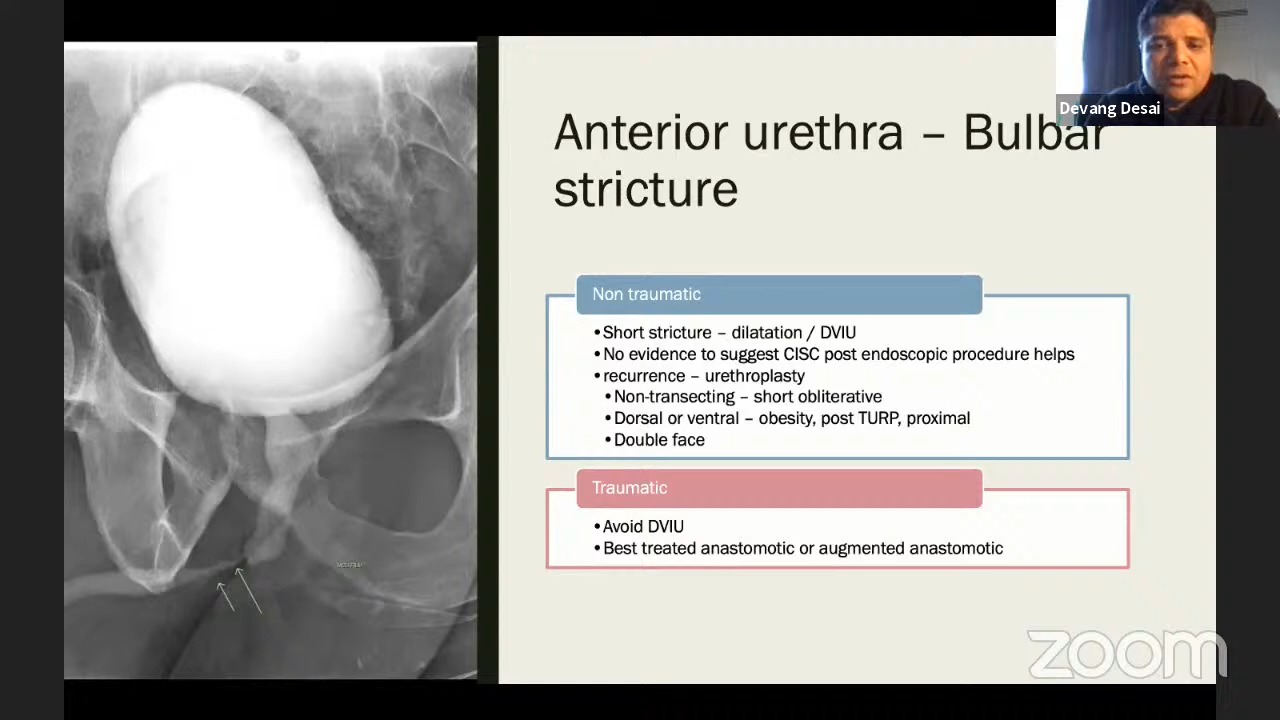 Devang Desai
Anterior urethra – Bulbar
stricture
Non traumatic
•Short stricture – dilatation / DVIU
•No evidence to suggest CISC post endoscopic procedure helps
•recurrence – urethroplasty
•Non-transecting – short obliterative
•Dorsal or ventral – obesity, post TURP, proximal
•Double face
Traumatic
•Avoid DVIU
•Best treated anastomotic or augmented anastomotic
zoom